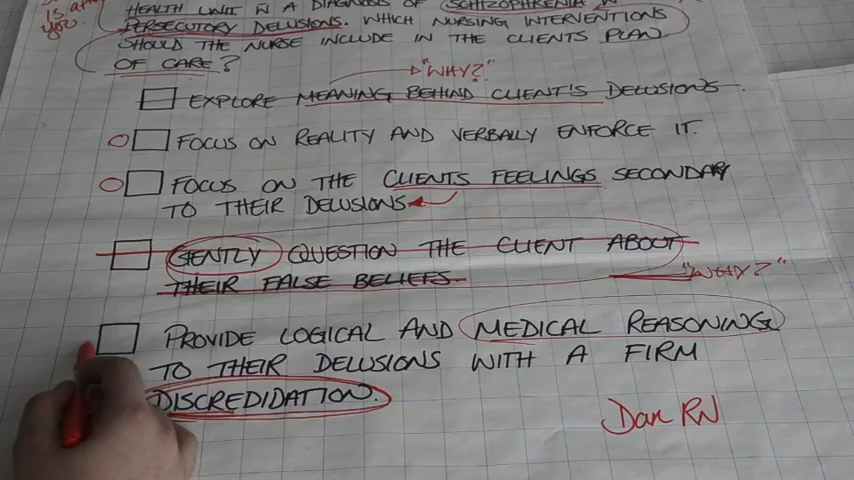 IS A
YOU.
HEALTH UNIT IN A DIAGNOSIS OF SCHIZOPHRENIA
PERSECUTORY DELUSIONS. WHICH NURSING INTERVENTIONS
SHOULD THE NURSE INCLUDE IN THE CLIENTS PLAN
OF CARE?
"WHY?"
EXPLORE MEANING BEHIND CLIENT'S DELUSIONS.
FOCUS ON REALITY AND VERBALLY ENFORCE IT.
FOCUS ON THE CLIENTS FEELINGS SECONDARY
TO THEIR DELUSIONS
GENTLY QUESTION THE CLIENT ABOUT
THEIR FALSE BELIEFS
"WHY?"
PROVIDE LOGICAL AND MEDICAL REASONING
TO THEIR DELUSIONS WITH A FIRM
DISCREDIDATION.
Dan RN